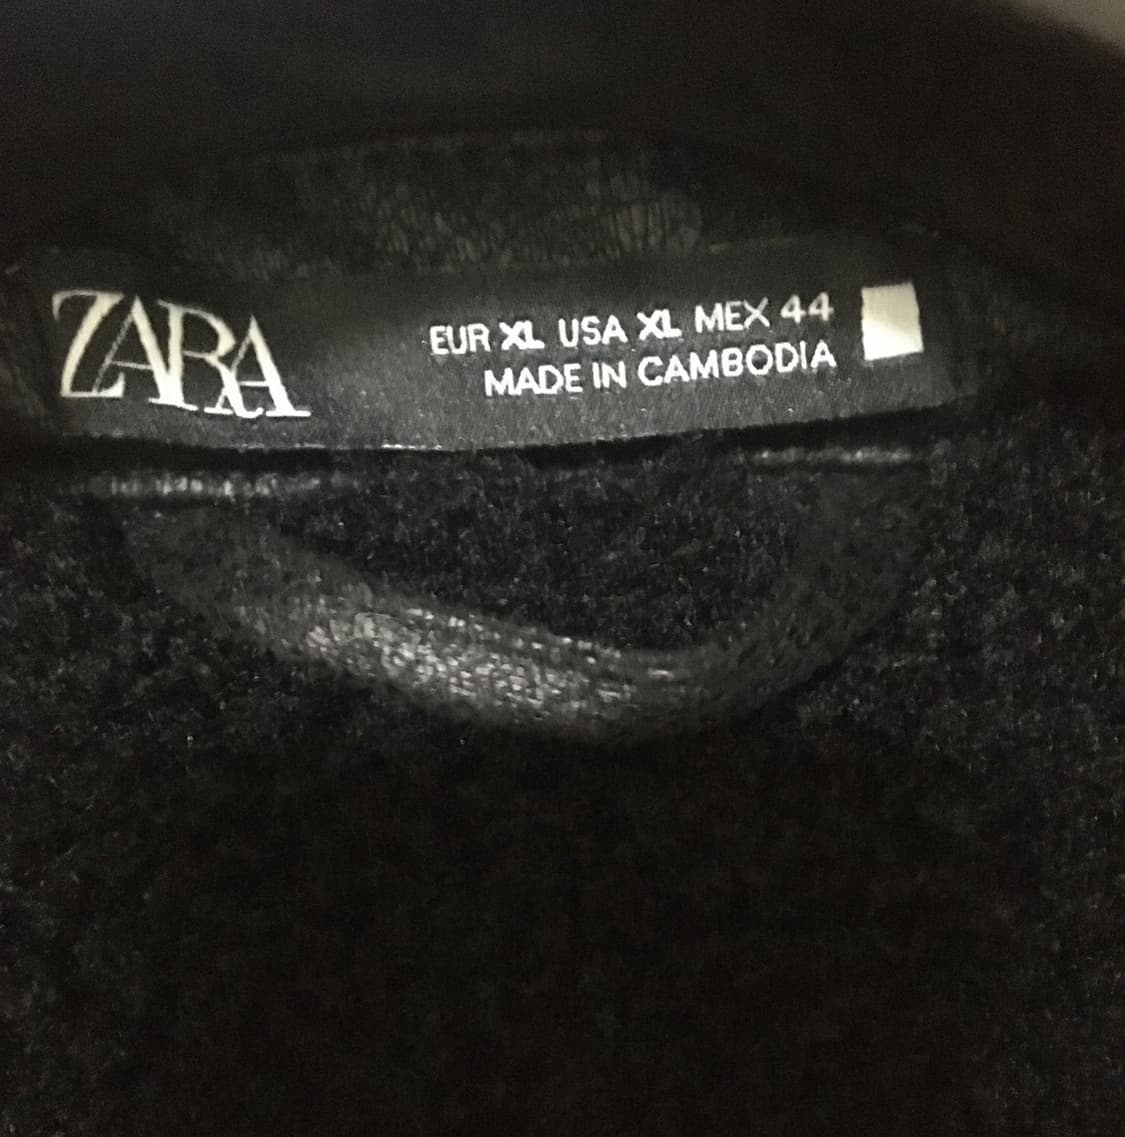 ZARA
EUR XL USA XL MEX 44
MADE IN CAMBODIA